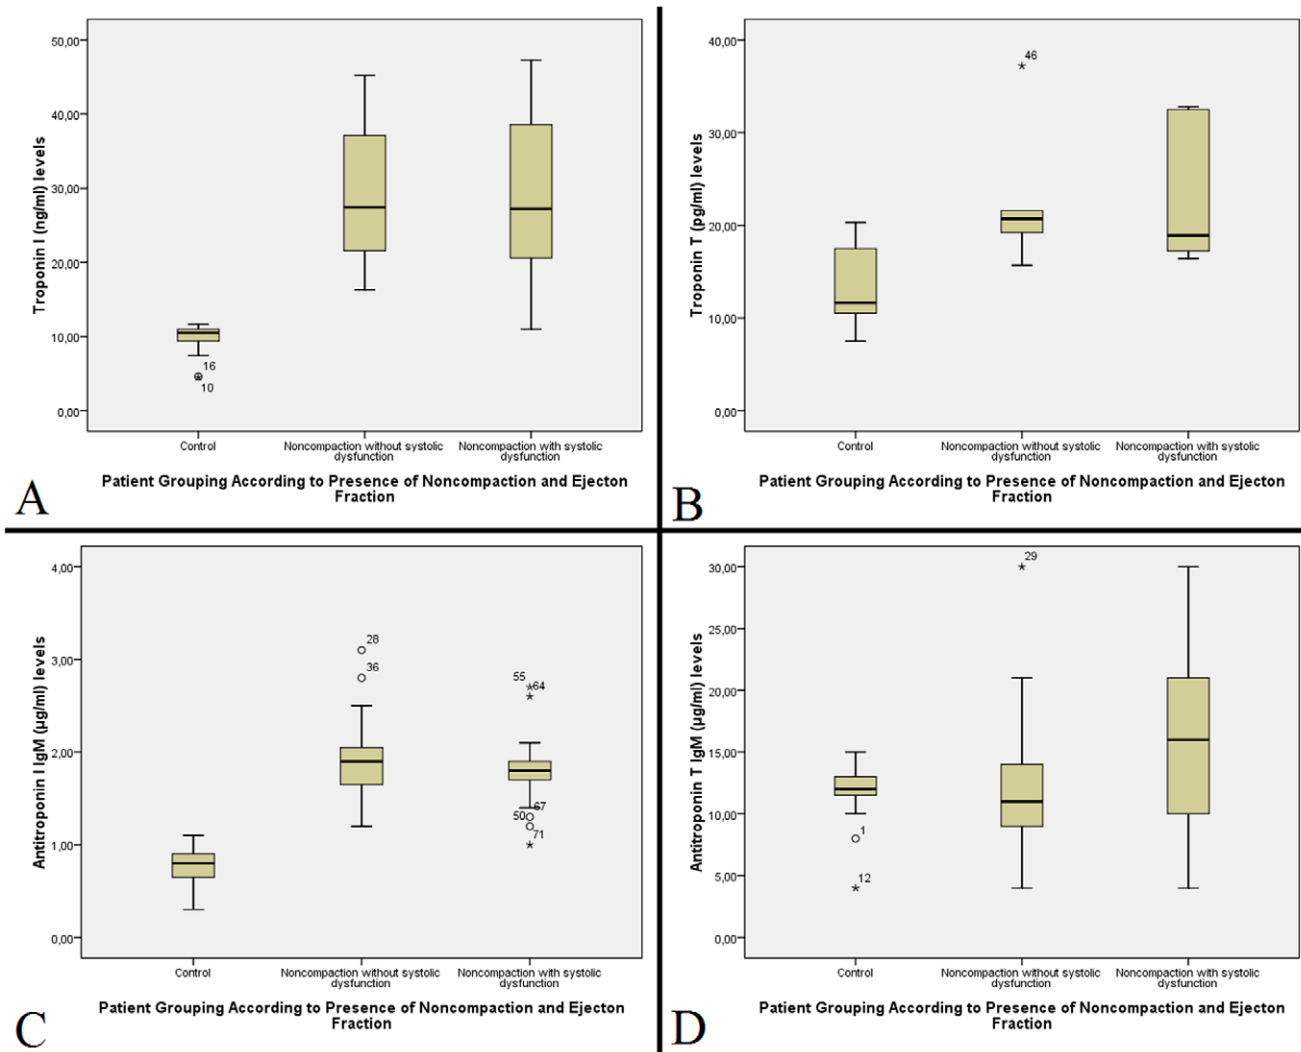 50,00
40,00
30,00
20,00
10,00
0,00
Troponin I (ng/ml) levels
16
10
Control
Noncompaction without systolic
dysfunction
Noncompaction with systolic
dysfunction
Patient Grouping According to Presence of Noncompaction and Ejecton
Fraction
A
40,00
30,00
20,00
10,00
0,00
Troponin T (pg/ml) levels
46
Control
Noncompaction without systolic
dysfunction
Noncompaction with systolic
dysfunction
Patient Grouping According to Presence of Noncompaction and Ejecton
Fraction
B
4,00
3,00
2,00
1,00
0,00
Antitroponin I IgM (µg/ml) levels
28
36
55
64
67
50
71
Control
Noncompaction without systolic
dysfunction
Noncompaction with systolic
dysfunction
Patient Grouping According to Presence of Noncompaction and Ejecton
Fraction
C
30,00
25,00
20,00
15,00
10,00
5,00
0,00
Antitroponin T IgM (µg/ml) levels
29
1
12
Control
Noncompaction without systolic
dysfunction
Noncompaction with systolic
dysfunction
Patient Grouping According to Presence of Noncompaction and Ejecton
Fraction
D